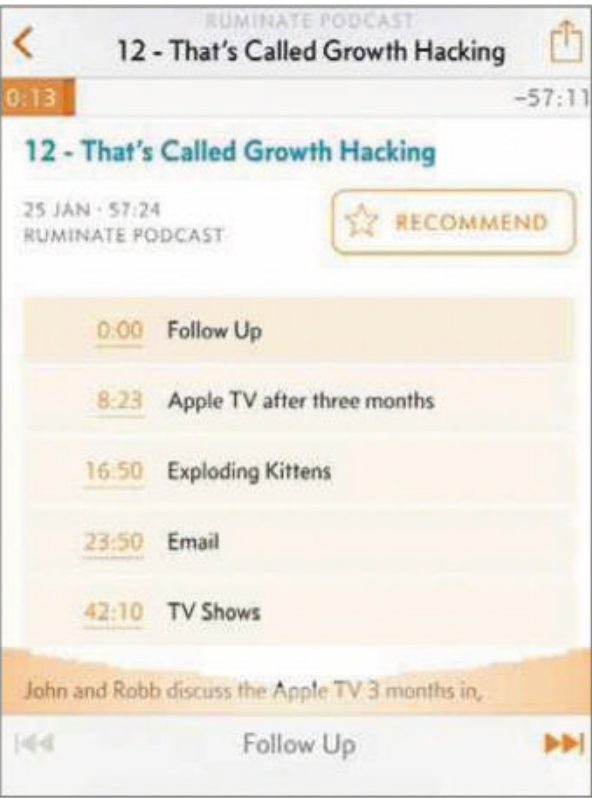 RUMINATE PODCAST
12 - That's Called Growth Hacking
0:13 -57:11
12 - That's Called Growth Hacking
25 JAN · 57:24
RUMINATE PODCAST
RECOMMEND
0:00 Follow Up
8:23 Apple TV after three months
16:50 Exploding Kittens
23:50 Email
42:10 TV Shows
John and Robb discuss the Apple TV 3 months in,
Follow Up